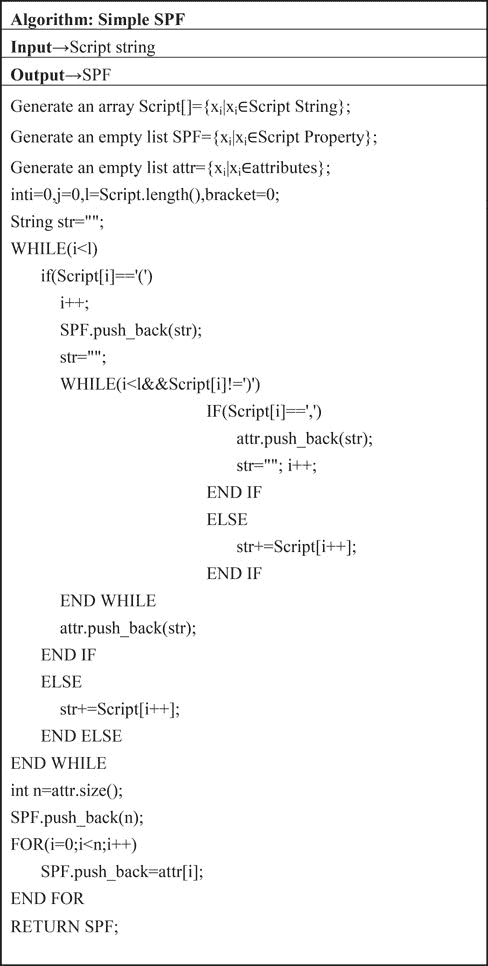 Algorithm: Simple SPF
Input→Script string
Output→SPF
Generate an array Script[]={xi|xi∈Script String};
Generate an empty list SPF={xi|xi∈Script Property};
Generate an empty list attr={xi|xi∈attributes};
inti=0,j=0,l=Script.length(),bracket=0;
String str="";
WHILE(i<l)
if(Script[i]=='(')
i++;
SPF.push_back(str);
str="";
WHILE(i<l&&Script[i]!=')')
IF(Script[i]==',')
attr.push_back(str);
str=""; i++;
END IF
ELSE
str+=Script[i++];
END IF
END WHILE
attr.push_back(str);
END IF
ELSE
str+=Script[i++];
END ELSE
END WHILE
int n=attr.size();
SPF.push_back(n);
FOR(i=0;i<n;i++)
SPF.push_back=attr[i];
END FOR
RETURN SPF;